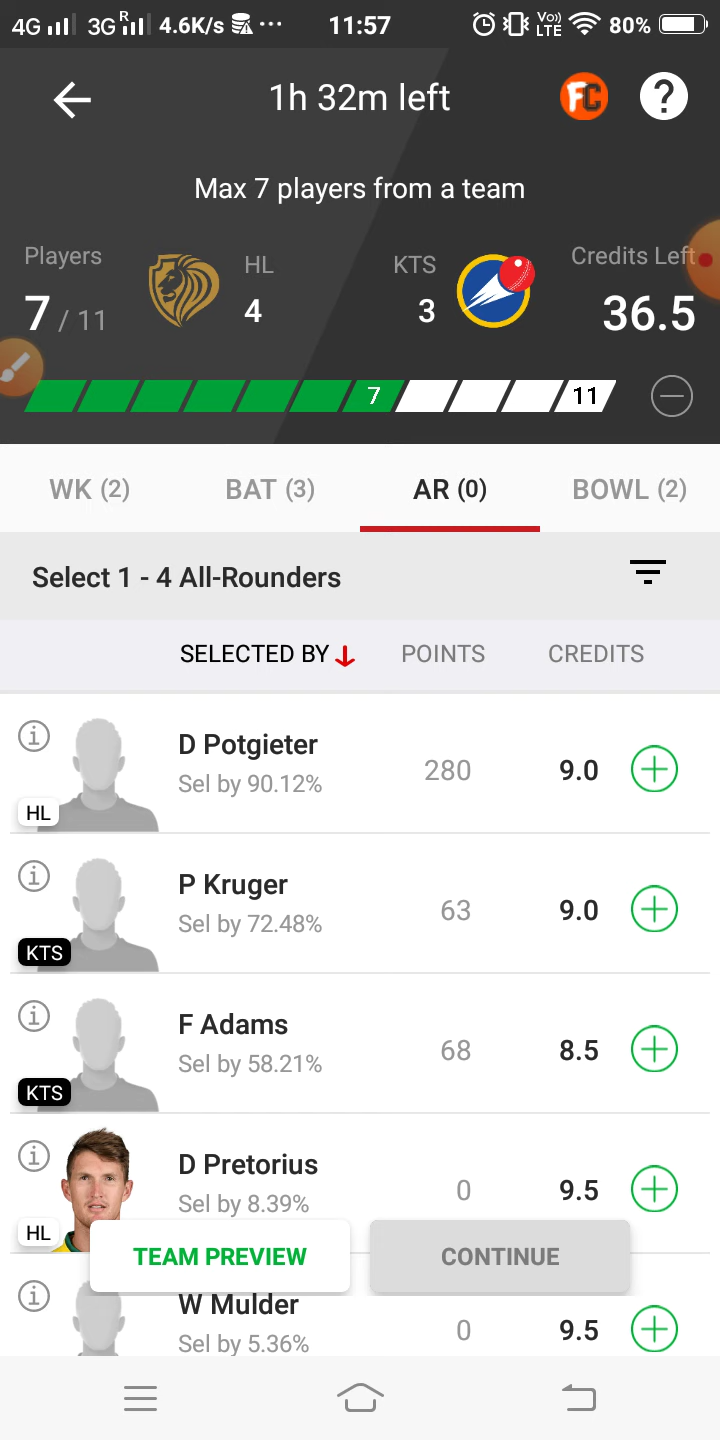 4G 3G R 4.6K/s ... 11:57 Vo)) LTE 80%
1h 32m left FC ?
Max 7 players from a team
Players HL KTS Credits Left
7 / 11 4 3 36.5
7 11
WK (2) BAT (3) AR (0) BOWL (2)
Select 1 - 4 All-Rounders
SELECTED BY POINTS CREDITS
D Potgieter
Sel by 90.12% 280 9.0
HL
P Kruger
Sel by 72.48% 63 9.0
KTS
F Adams
Sel by 58.21% 68 8.5
KTS
D Pretorius
Sel by 8.39% 0 9.5
HL
TEAM PREVIEW CONTINUE
W Mulder
Sel by 5.36% 0 9.5